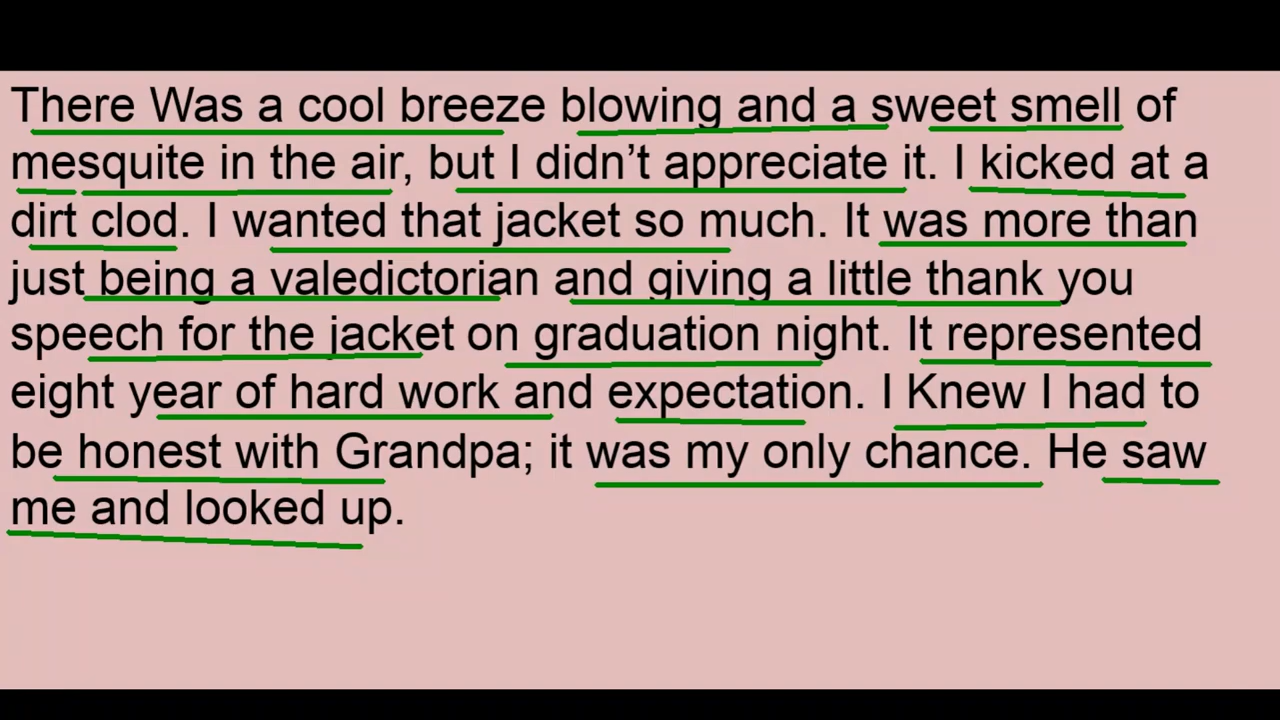 There Was a cool breeze blowing and a sweet smell of
mesquite in the air, but I didn’t appreciate it. I kicked at a
dirt clod. I wanted that jacket so much. It was more than
just being a valedictorian and giving a little thank you
speech for the jacket on graduation night. It represented
eight year of hard work and expectation. I Knew I had to
be honest with Grandpa; it was my only chance. He saw
me and looked up.